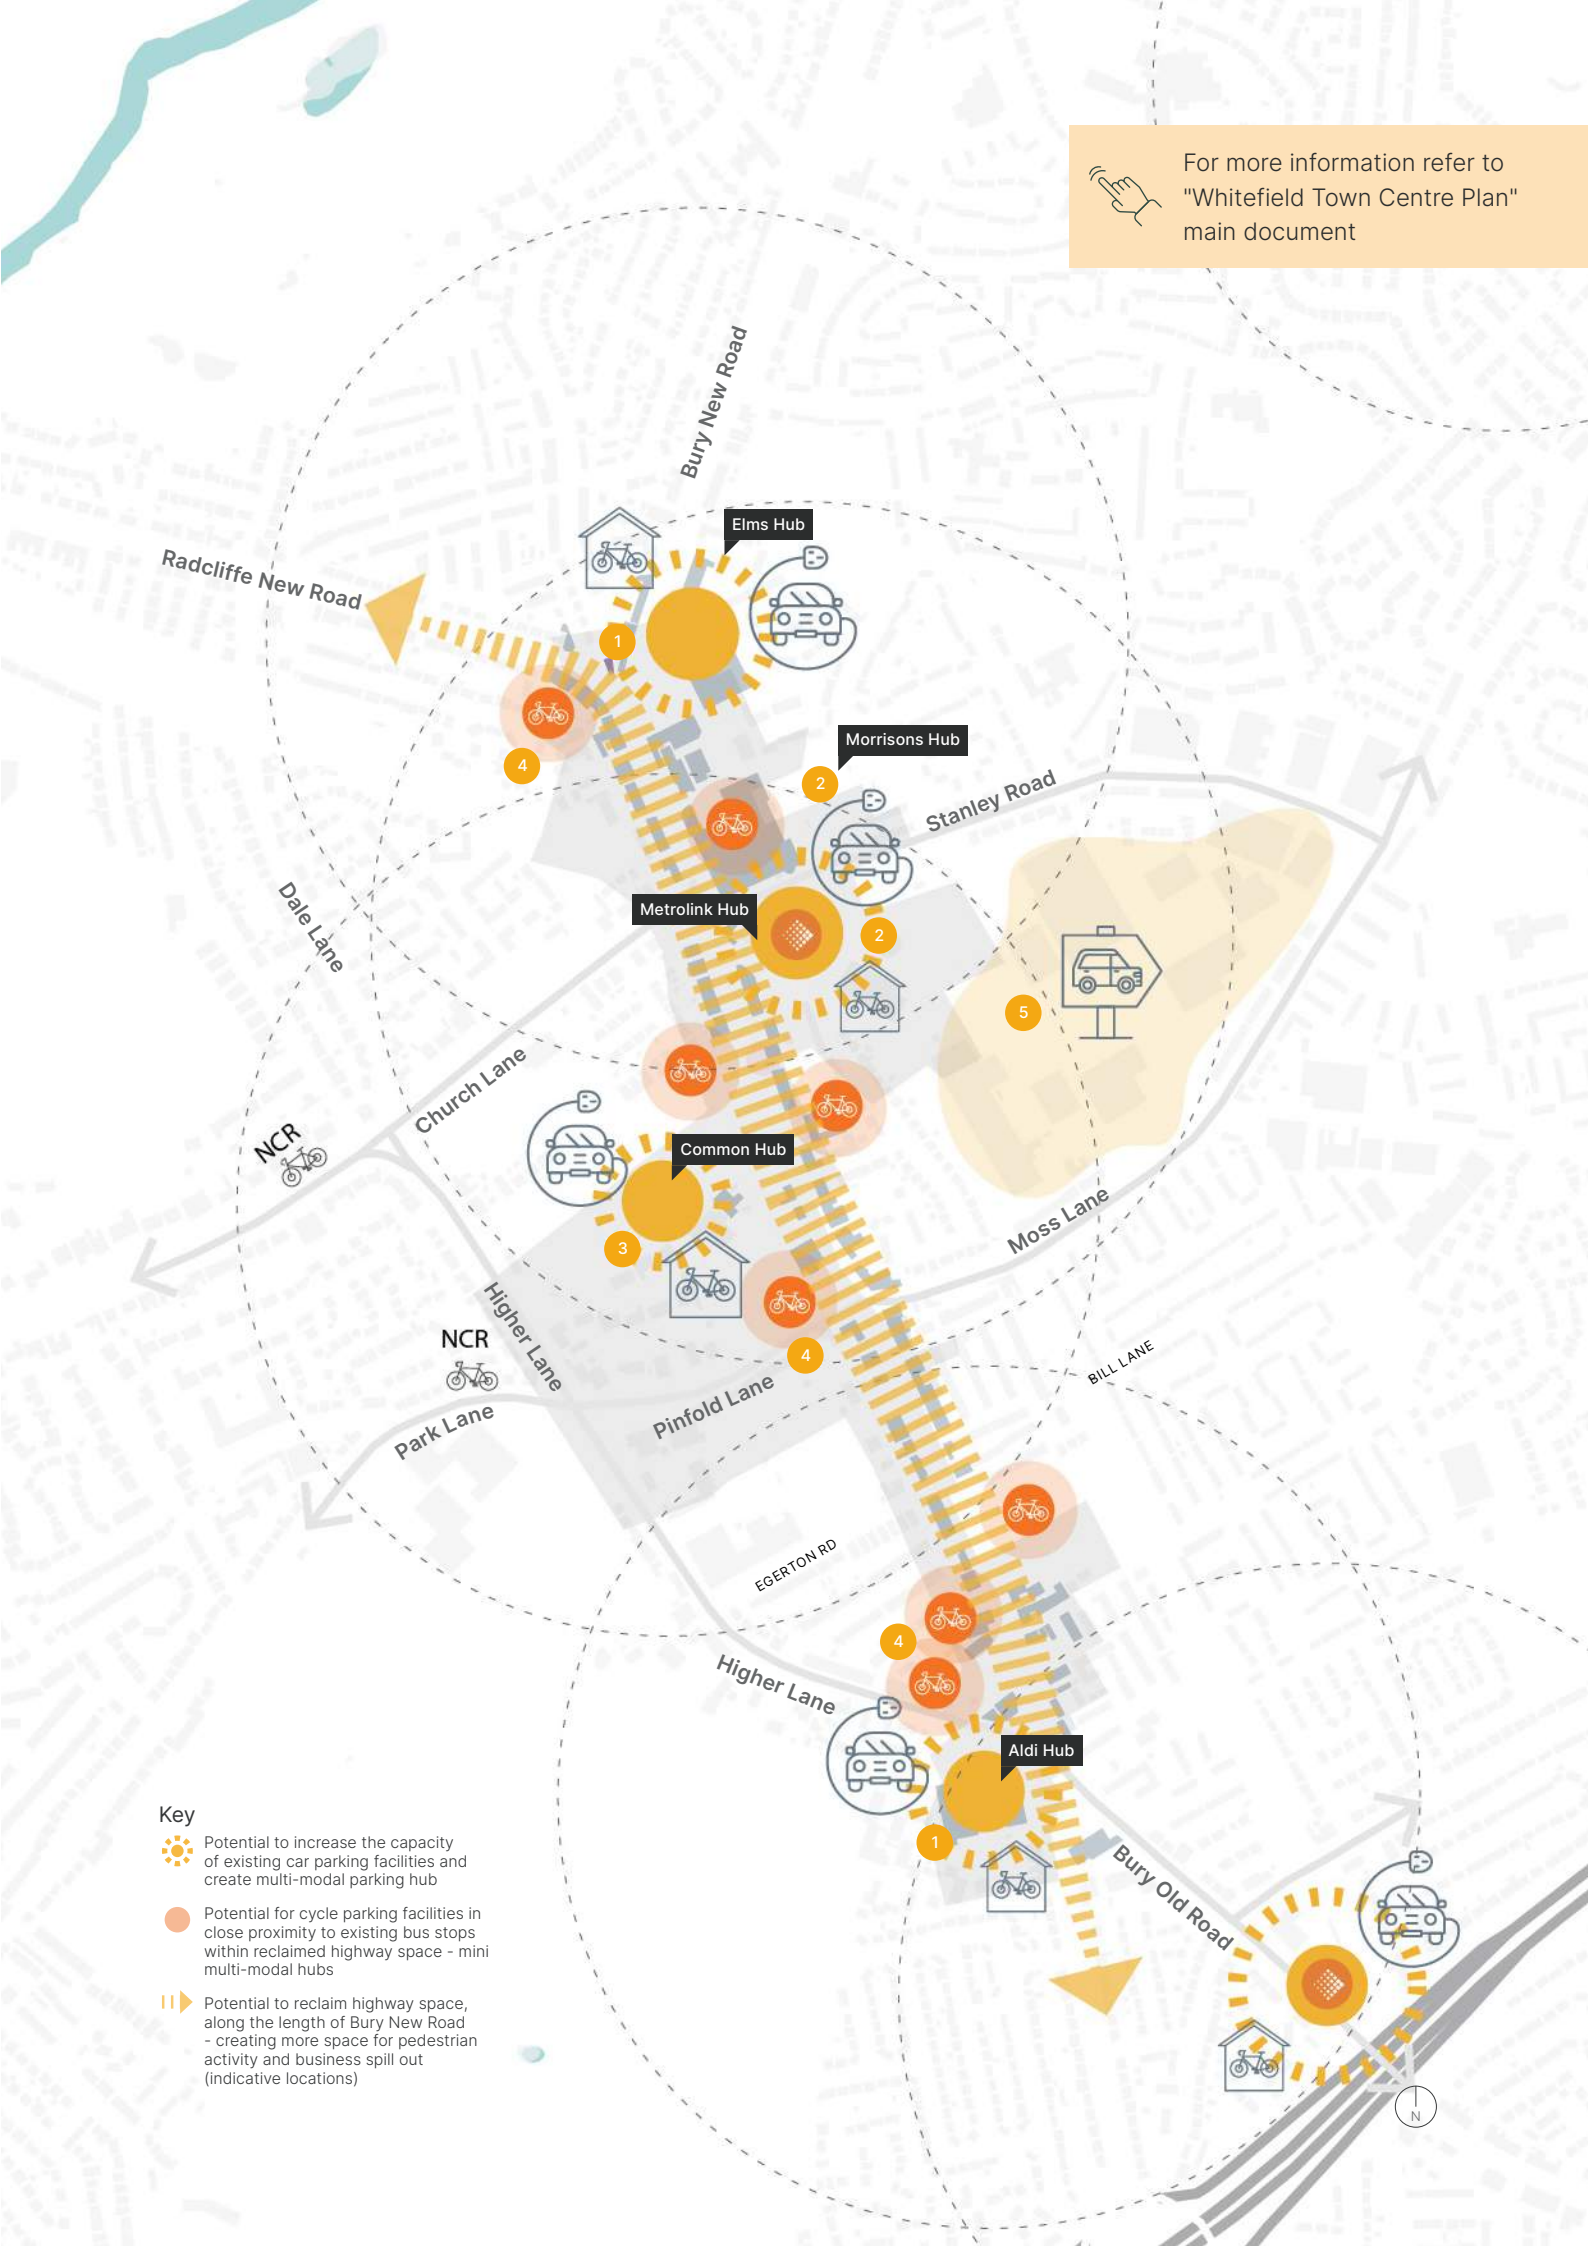 For more information refer to
"Whitefield Town Centre Plan"
main document
Bury New Road
Elms Hub
Radcliffe New Road
1
4
Morrisons Hub
2
Stanley Road
Dale Lane
Metrolink Hub
2
5
Church Lane
NCR
Common Hub
3
Moss Lane
Higher Lane
NCR
4
BILL LANE
Park Lane
Pinfold Lane
EGERTON RD
4
Higher Lane
Aldi Hub
1
Bury Old Road
Key
Potential to increase the capacity
of existing car parking facilities and
create multi-modal parking hub
Potential for cycle parking facilities in
close proximity to existing bus stops
within reclaimed highway space - mini
multi-modal hubs
Potential to reclaim highway space,
along the length of Bury New Road
- creating more space for pedestrian
activity and business spill out
(indicative locations)
N